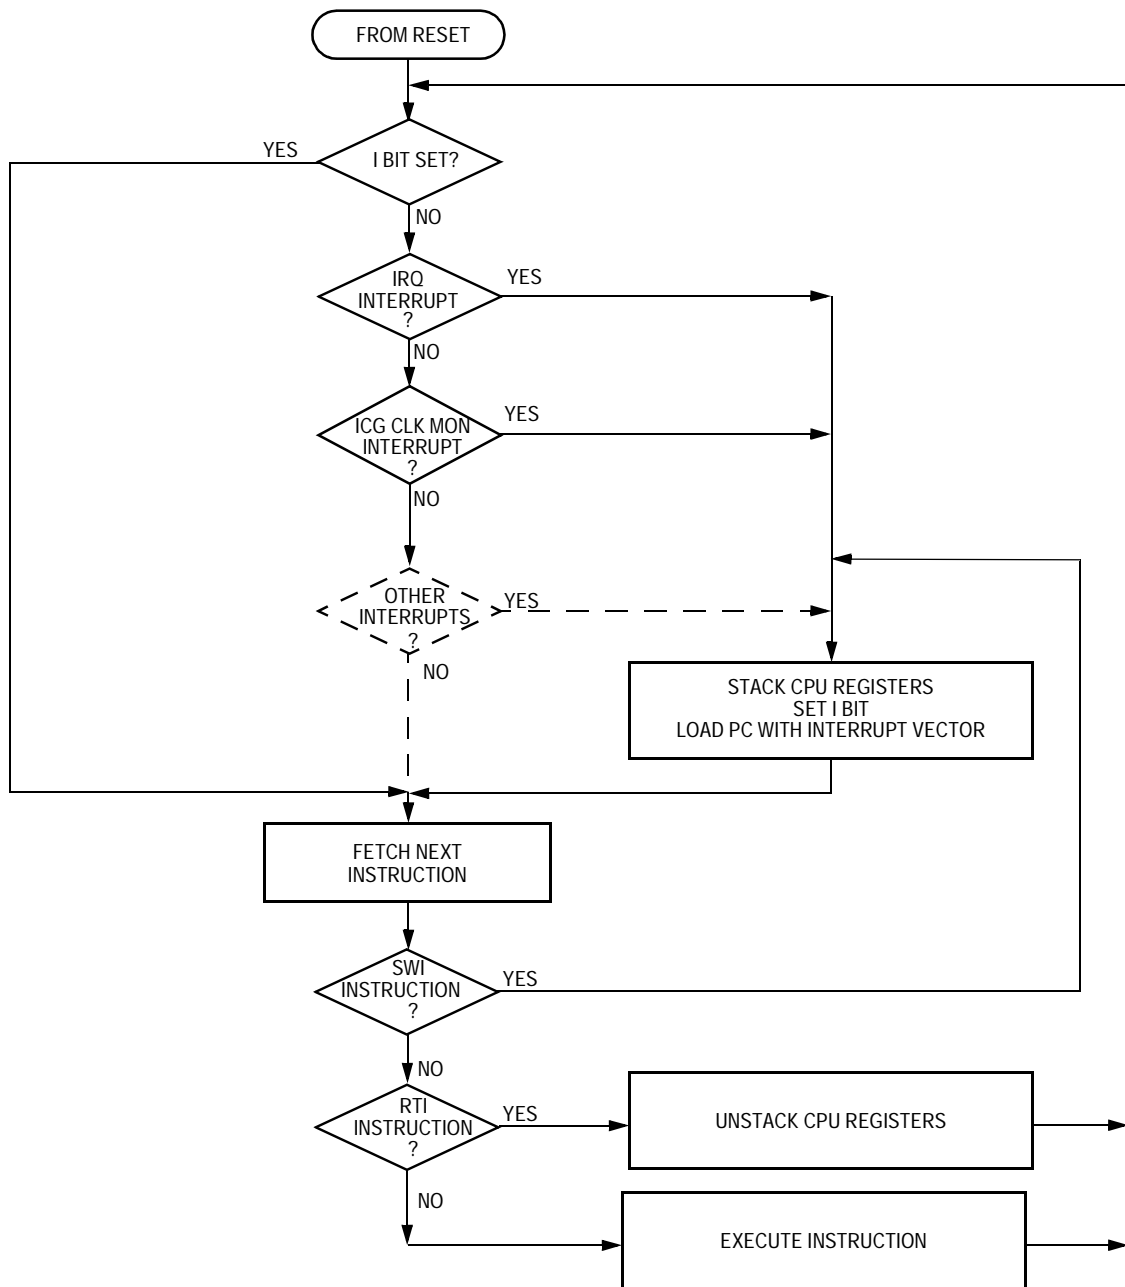 FROM RESET
YES
I BIT SET?
NO
IRQ
INTERRUPT
?
YES
NO
ICG CLK MON
INTERRUPT
?
YES
NO
OTHER
INTERRUPTS
?
YES
NO
STACK CPU REGISTERS
SET I BIT
LOAD PC WITH INTERRUPT VECTOR
FETCH NEXT
INSTRUCTION
SWI
INSTRUCTION
?
YES
NO
RTI
INSTRUCTION
?
YES
UNSTACK CPU REGISTERS
NO
EXECUTE INSTRUCTION